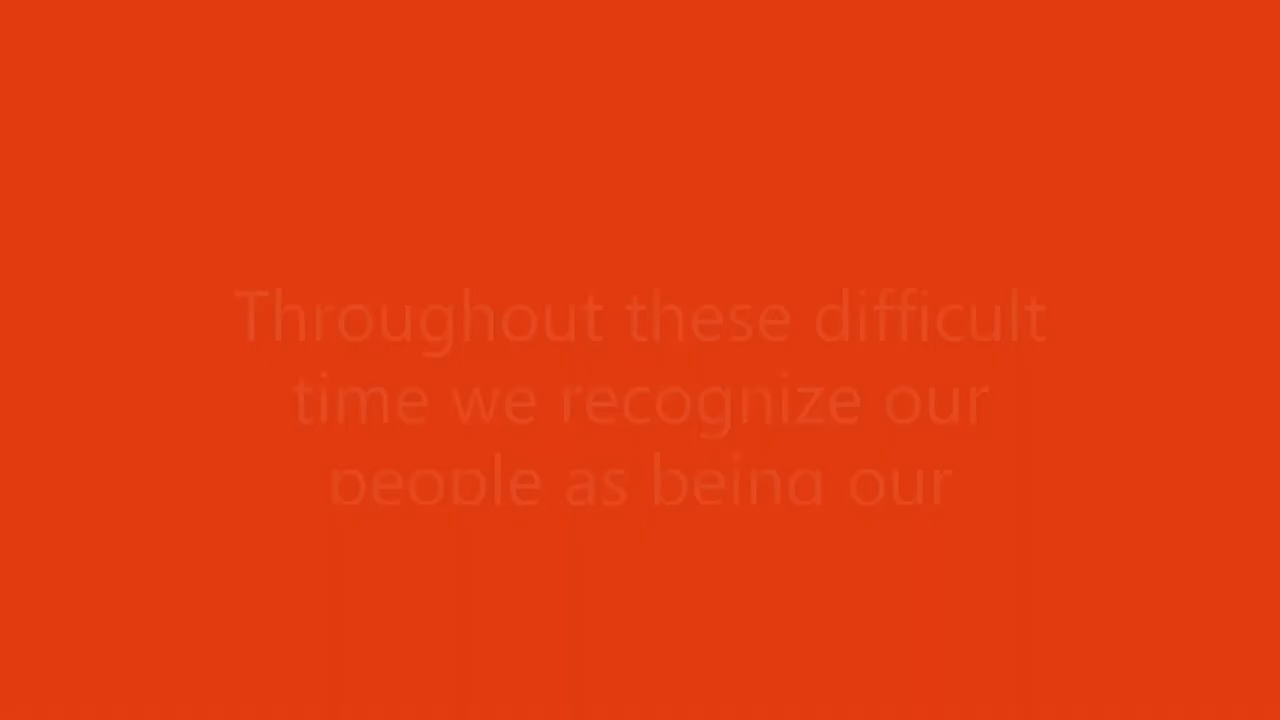 Throughout these difficult
time we recognize our
people as being our